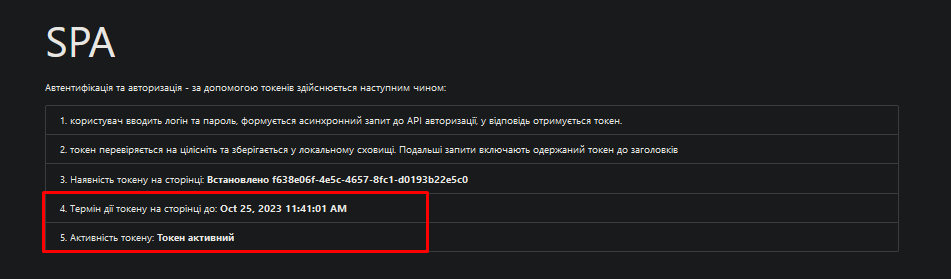 SPA
Автентифікація та авторизація - за допомогою токенів здійснюється наступним чином:
1. користувач вводить логін та пароль, формується асинхронний запит до API авторизації, у відповідь отримується токен.
2. токен перевіряється на цілісніть та зберігається у локальному сховищі. Подальші запити включають одержаний токен до заголовків
3. Наявність токену на сторінці: Встановлено f638e06f-4e5c-4657-8fc1-d0193b22e5c0
4. Термін дії токену на сторінці до: Oct 25, 2023 11:41:01 AM
5. Активність токену: Токен активний